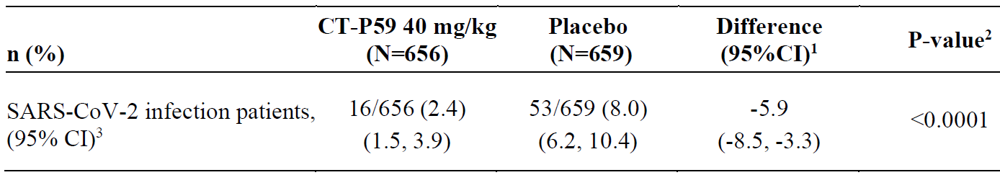 n (%) CT-P59 40 mg/kg (N=656) Placebo (N=659) Difference (95%CI)¹ P-value²
SARS-CoV-2 infection patients, (95% CI)³ 16/656 (2.4) 53/659 (8.0) -5.9 <0.0001
(1.5, 3.9) (6.2, 10.4) (-8.5, -3.3)